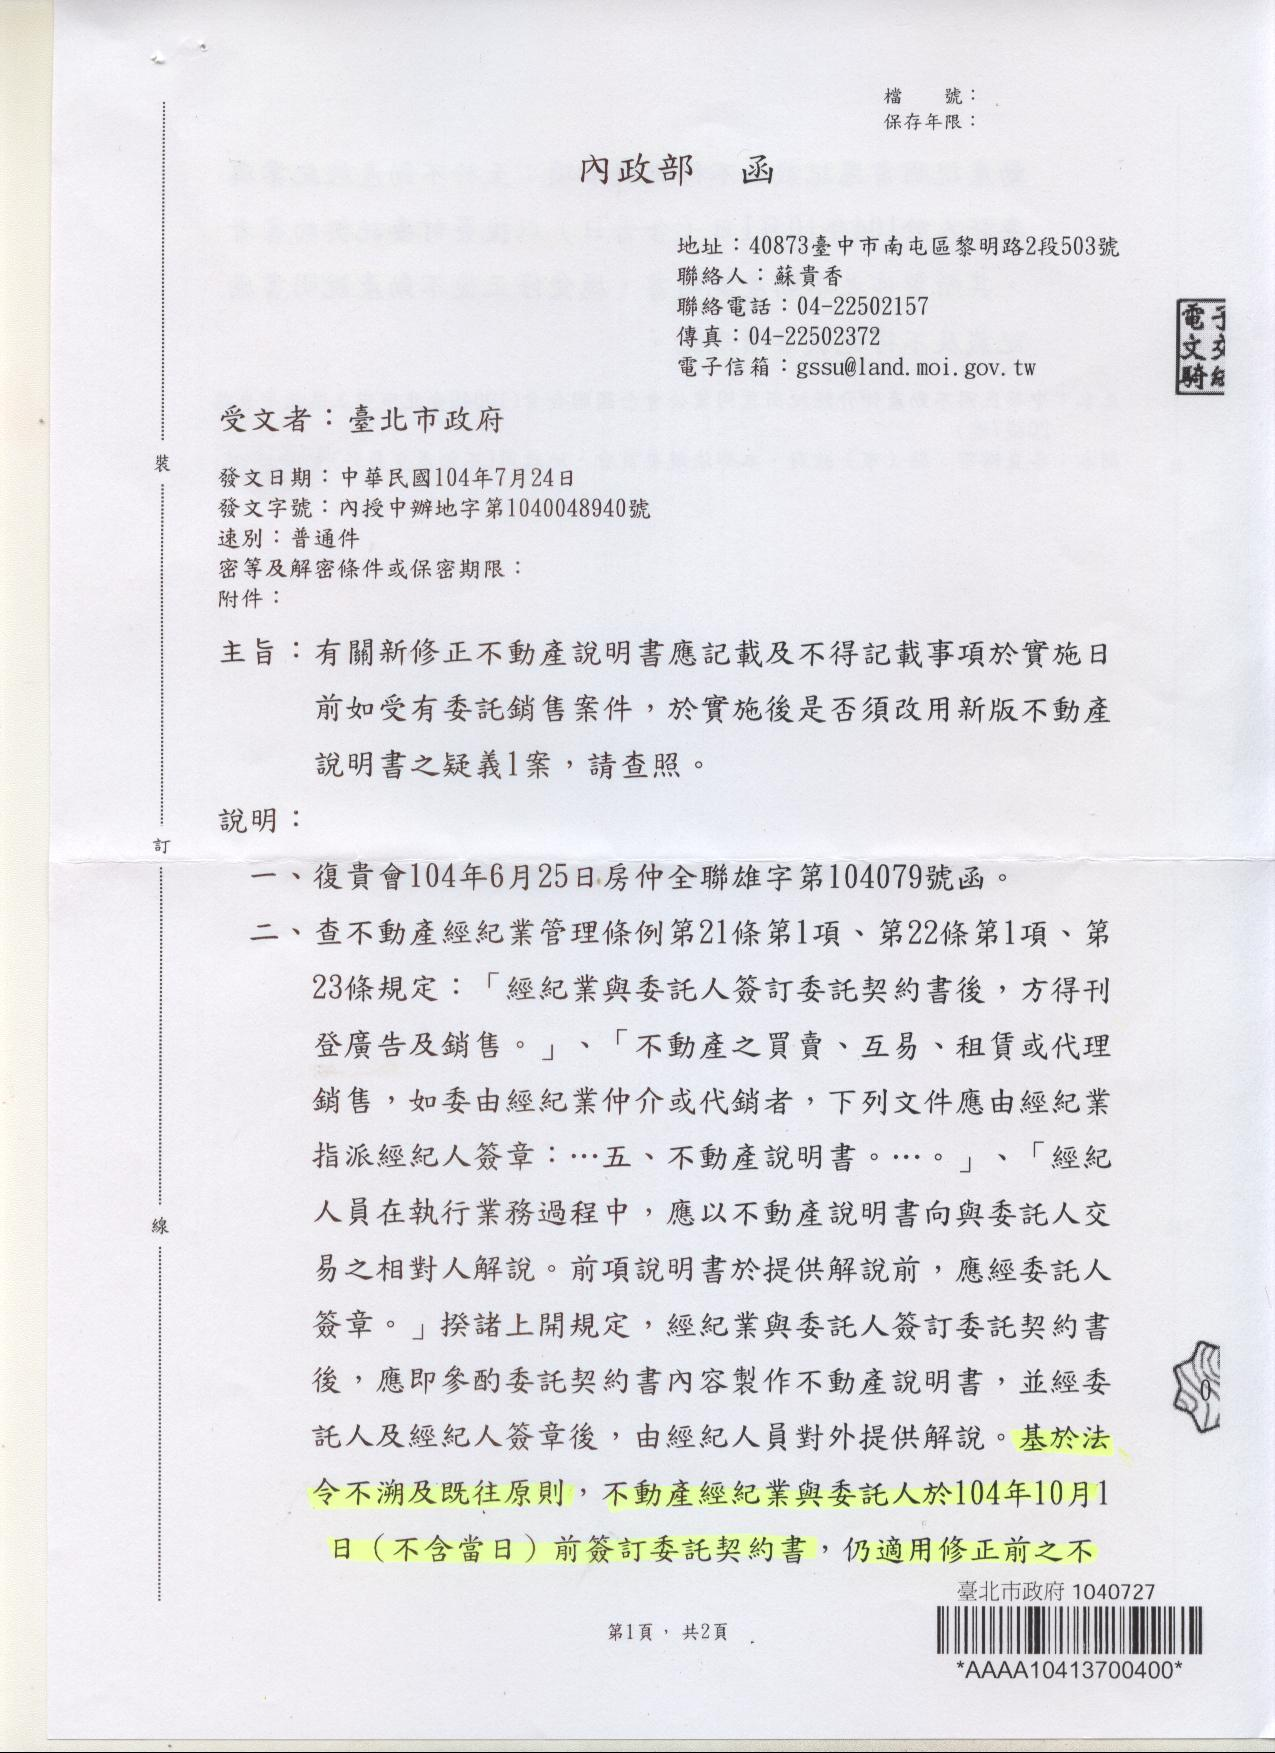 檔　　號：
保存年限：
內政部　函
地址：40873臺中市南屯區黎明路2段503號
聯絡人：蘇貴香
聯絡電話：04-22502157
傳真：04-22502372
電子信箱：gssu@land.moi.gov.tw
電子
文交
騎
受文者：臺北市政府
發文日期：中華民國104年7月24日
發文字號：內授中辦地字第1040048940號
速別：普通件
密等及解密條件或保密期限：
附件：
主旨：有關新修正不動產說明書應記載及不得記載事項於實施日
前如受有委託銷售案件，於實施後是否須改用新版不動產
說明書之疑義1案，請查照。
說明：
一、復貴會104年6月25日房仲全聯雄字第104079號函。
二、查不動產經紀業管理條例第21條第1項、第22條第1項、第
23條規定：「經紀業與委託人簽訂委託契約書後，方得刊
登廣告及銷售。」、「不動產之買賣、互易、租賃或代理
銷售，如委由經紀業仲介或代銷者，下列文件應由經紀業
指派經紀人簽章：…五、不動產說明書。…。」、「經紀
人員在執行業務過程中，應以不動產說明書向與委託人交
易之相對人解說。前項說明書於提供解說前，應經委託人
簽章。」揆諸上開規定，經紀業與委託人簽訂委託契約書
後，應即參酌委託契約書內容製作不動產說明書，並經委
託人及經紀人簽章後，由經紀人員對外提供解說。基於法
令不溯及既往原則，不動產經紀業與委託人於104年10月1
日（不含當日）前簽訂委託契約書，仍適用修正前之不
裝
訂
線
0
臺北市政府 1040727
*AAAA10413700400*
第1頁，共2頁